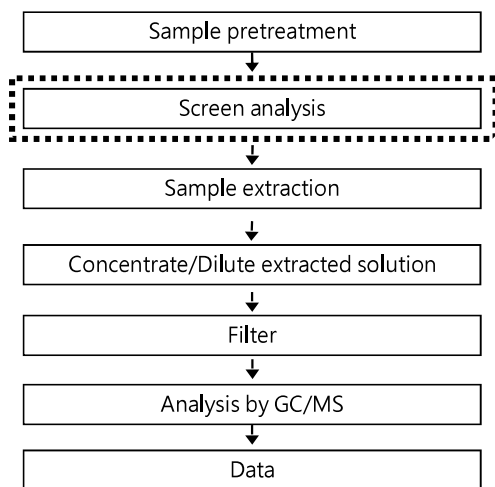 Sample pretreatment
Screen analysis
Sample extraction
Concentrate/Dilute extracted solution
Filter
Analysis by GC/MS
Data